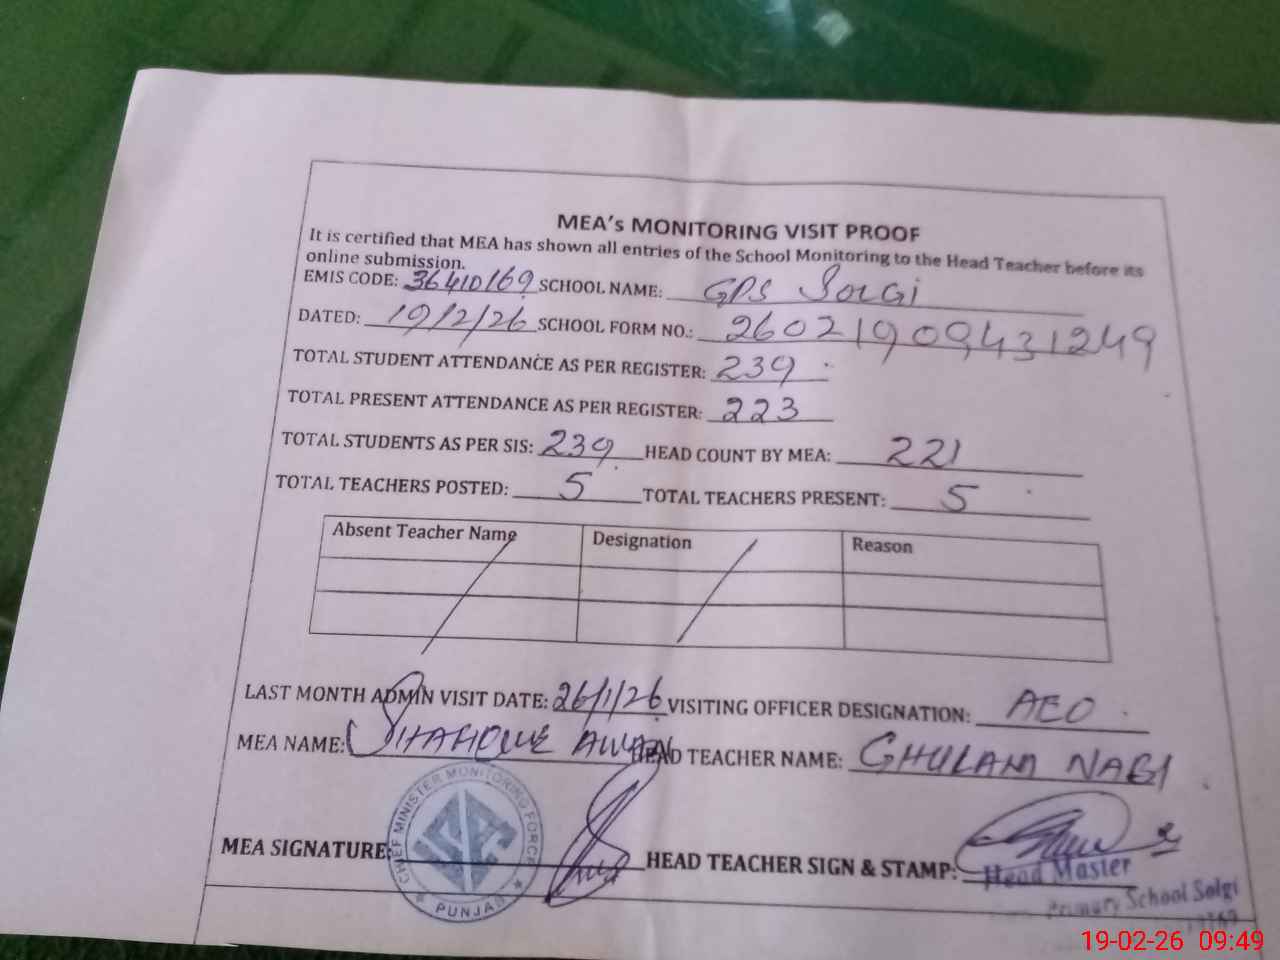 MEA's MONITORING VISIT PROOF
It is certified that MEA has shown all entries of the School Monitoring to the Head Teacher before its
online submission.
EMIS CODE: 36410169 SCHOOL NAME: GPS Solgi
DATED: 19/2/26 SCHOOL FORM NO.: 26021909431249
TOTAL STUDENT ATTENDANCE AS PER REGISTER: 239
TOTAL PRESENT ATTENDANCE AS PER REGISTER: 223
TOTAL STUDENTS AS PER SIS: 239 HEAD COUNT BY MEA: 221
TOTAL TEACHERS POSTED: 5 TOTAL TEACHERS PRESENT: 5
Absent Teacher Name Designation Reason
LAST MONTH ADMIN VISIT DATE: 26/1/26 VISITING OFFICER DESIGNATION: AEO
MEA NAME: AWAN HEAD TEACHER NAME: GHULAM NABI
MEA SIGNATURE: HEAD TEACHER SIGN & STAMP:
CHIEF MINISTER MONITORING FORCE
PUNJAB
Head Master
Primary School Solgi
19-02-26 09:49